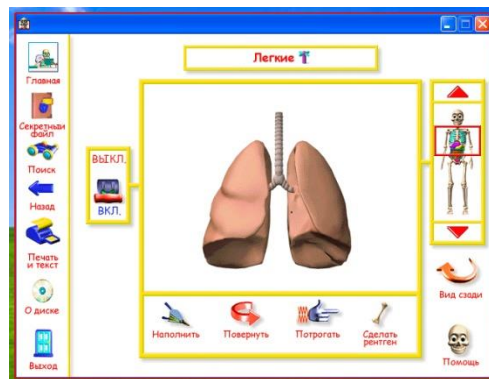 Легкие
Главная
Секретный
файл
Поиск
Назад
Печать
и текст
О диске
Выход
ВЫКЛ.
ВКЛ.
Наполнить
Повернуть
Потрогать
Сделать
рентген
Вид сзади
Помощь